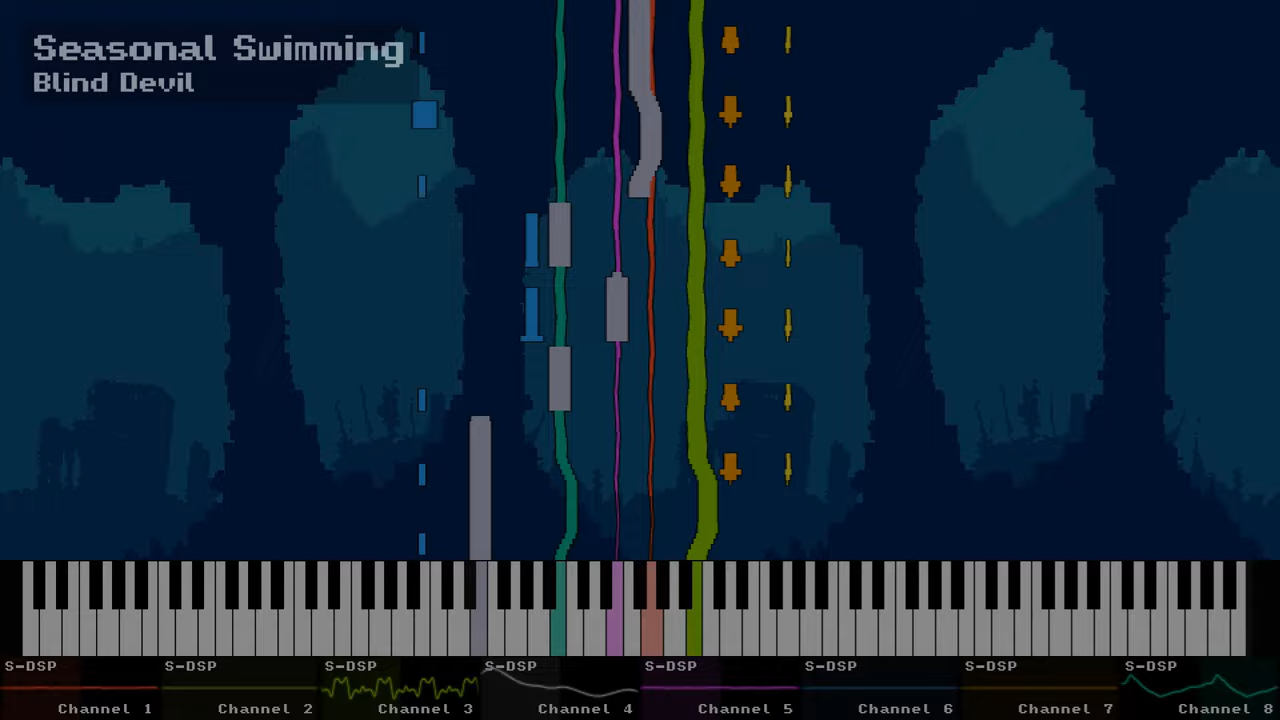 Seasonal Swimming
Blind Devil
S-DSP S-DSP S-DSP S-DSP S-DSP S-DSP S-DSP S-DSP
Channel 1 Channel 2 Channel 3 Channel 4 Channel 5 Channel 6 Channel 7 Channel 8